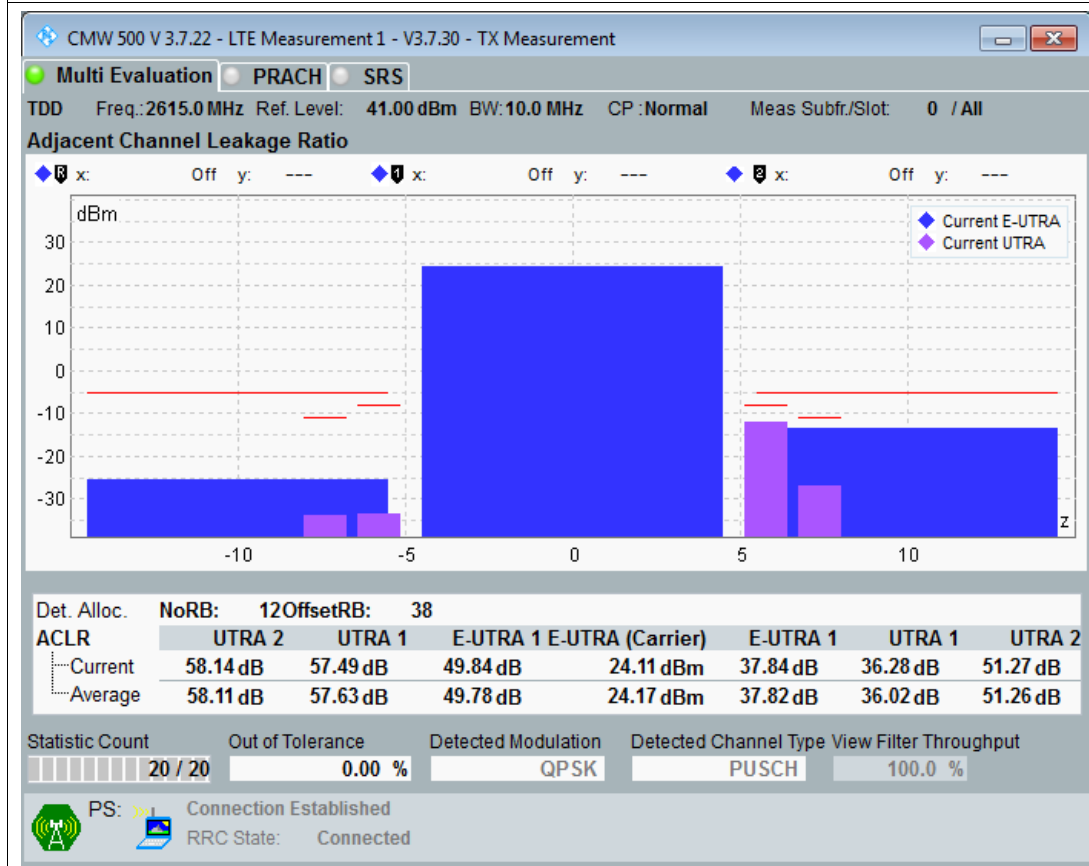 CMW 500 V 3.7.22 - LTE Measurement 1 - V3.7.30 - TX Measurement
Multi Evaluation PRACH SRS
TDD Freq.: 2615.0 MHz Ref. Level: 41.00 dBm BW: 10.0 MHz CP : Normal Meas Subfr./Slot: 0 / All
Adjacent Channel Leakage Ratio
R x: Off y: --- 1 x: Off y: --- 2 x: Off y: ---
dBm
Current E-UTRA
Current UTRA
30
20
10
0
-10
-20
-30
z
-10 -5 0 5 10
Det. Alloc. NoRB: 12 OffsetRB: 38
ACLR UTRA 2 UTRA 1 E-UTRA 1 E-UTRA (Carrier) E-UTRA 1 UTRA 1 UTRA 2
Current 58.14 dB 57.49 dB 49.84 dB 24.11 dBm 37.84 dB 36.28 dB 51.27 dB
Average 58.11 dB 57.63 dB 49.78 dB 24.17 dBm 37.82 dB 36.02 dB 51.26 dB
Statistic Count Out of Tolerance Detected Modulation Detected Channel Type View Filter Throughput
20 / 20 0.00 % QPSK PUSCH 100.0 %
PS: Connection Established
RRC State: Connected